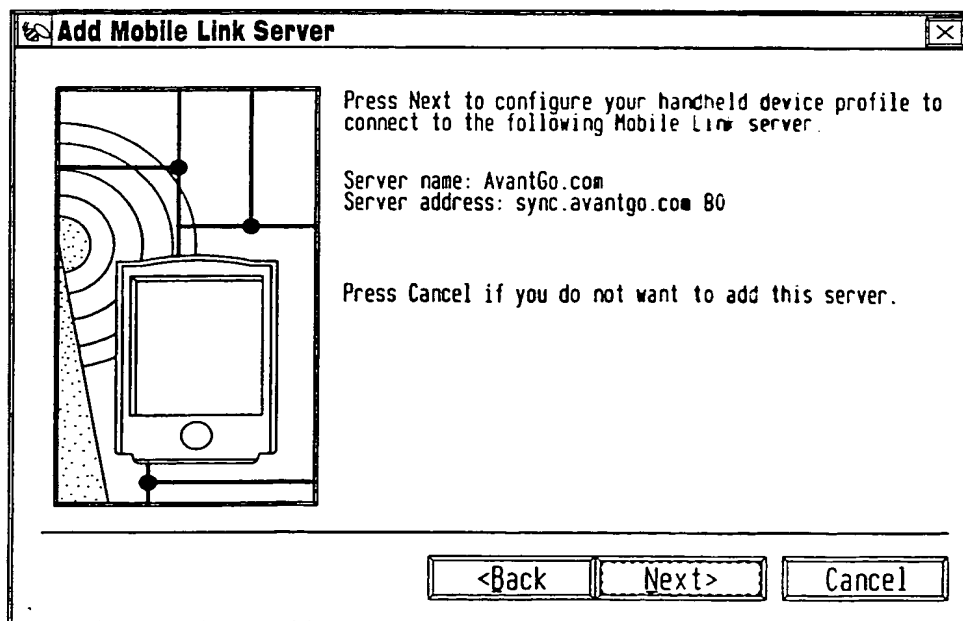 Add Mobile Link Server
Press Next to configure your handheld device profile to
connect to the following Mobile Link server.
Server name: AvantGo.com
Server address: sync.avantgo.com 80
Press Cancel if you do not want to add this server.
<Back Next> Cancel